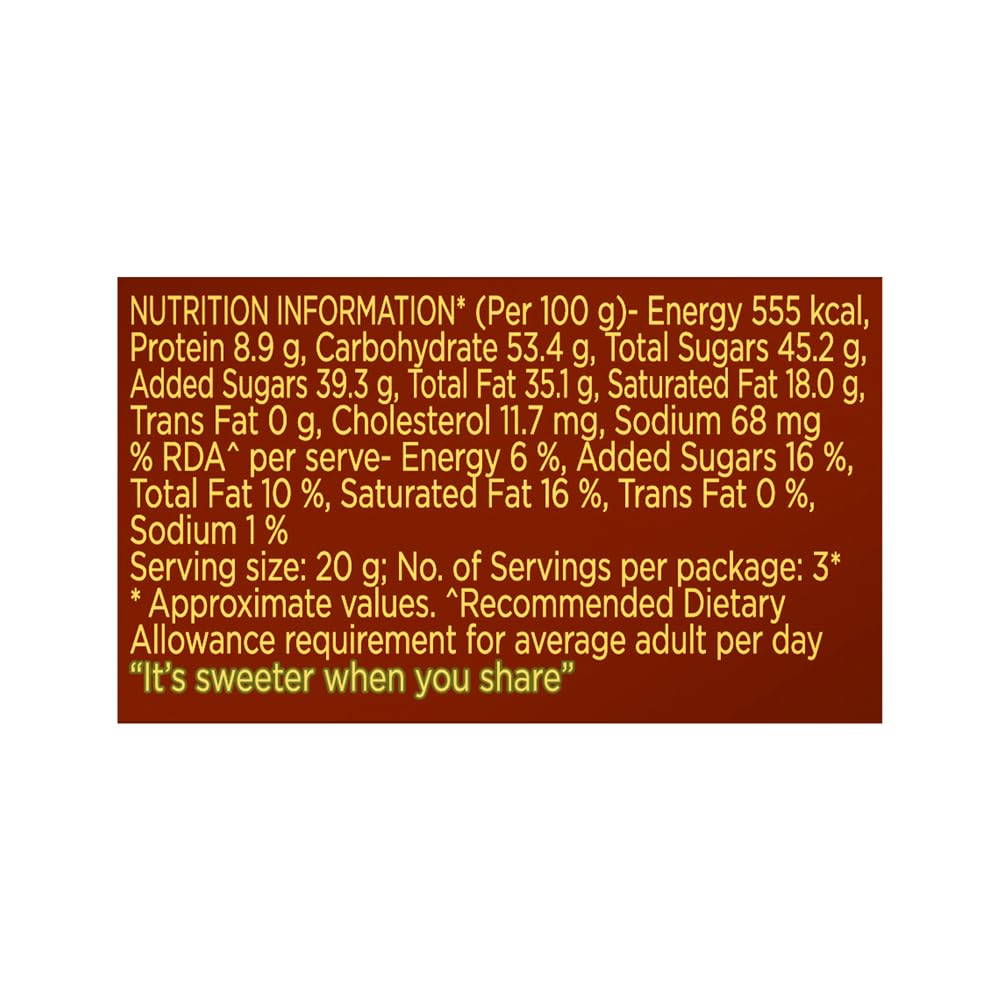 NUTRITION INFORMATION* (Per 100 g)- Energy 555 kcal,
Protein 8.9 g, Carbohydrate 53.4 g, Total Sugars 45.2 g,
Added Sugars 39.3 g, Total Fat 35.1 g, Saturated Fat 18.0 g,
Trans Fat 0 g, Cholesterol 11.7 mg, Sodium 68 mg
% RDA^ per serve- Energy 6 %, Added Sugars 16 %,
Total Fat 10 %, Saturated Fat 16 %, Trans Fat 0 %,
Sodium 1 %
Serving size: 20 g; No. of Servings per package: 3*
* Approximate values. ^Recommended Dietary
Allowance requirement for average adult per day
“It’s sweeter when you share”